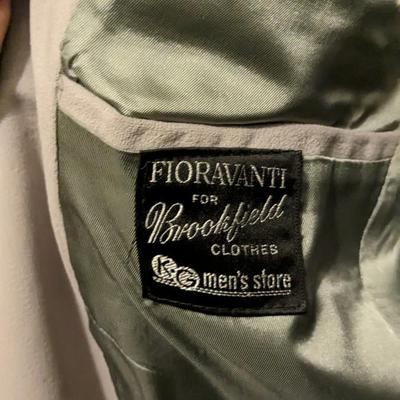 FIORAVANTI
FOR
Brookfield
CLOTHES
K-G men's store